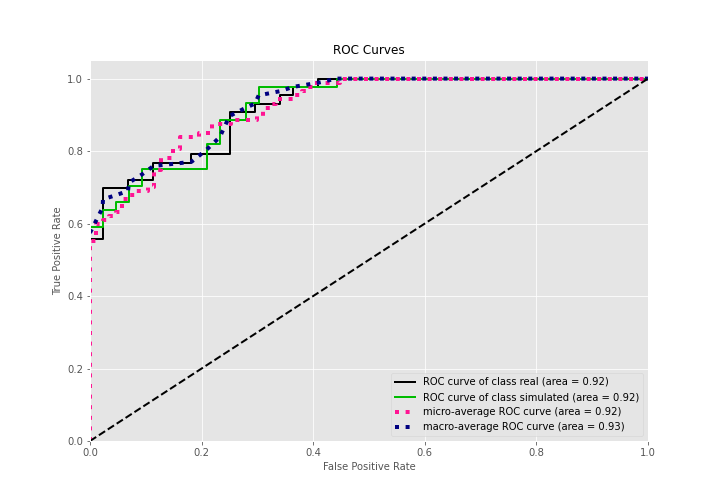 ROC Curves
True Positive Rate
1.0
0.8
0.6
0.4
0.2
0.0
0.0 0.2 0.4 0.6 0.8 1.0
False Positive Rate
ROC curve of class real (area = 0.92)
ROC curve of class simulated (area = 0.92)
micro-average ROC curve (area = 0.92)
macro-average ROC curve (area = 0.93)